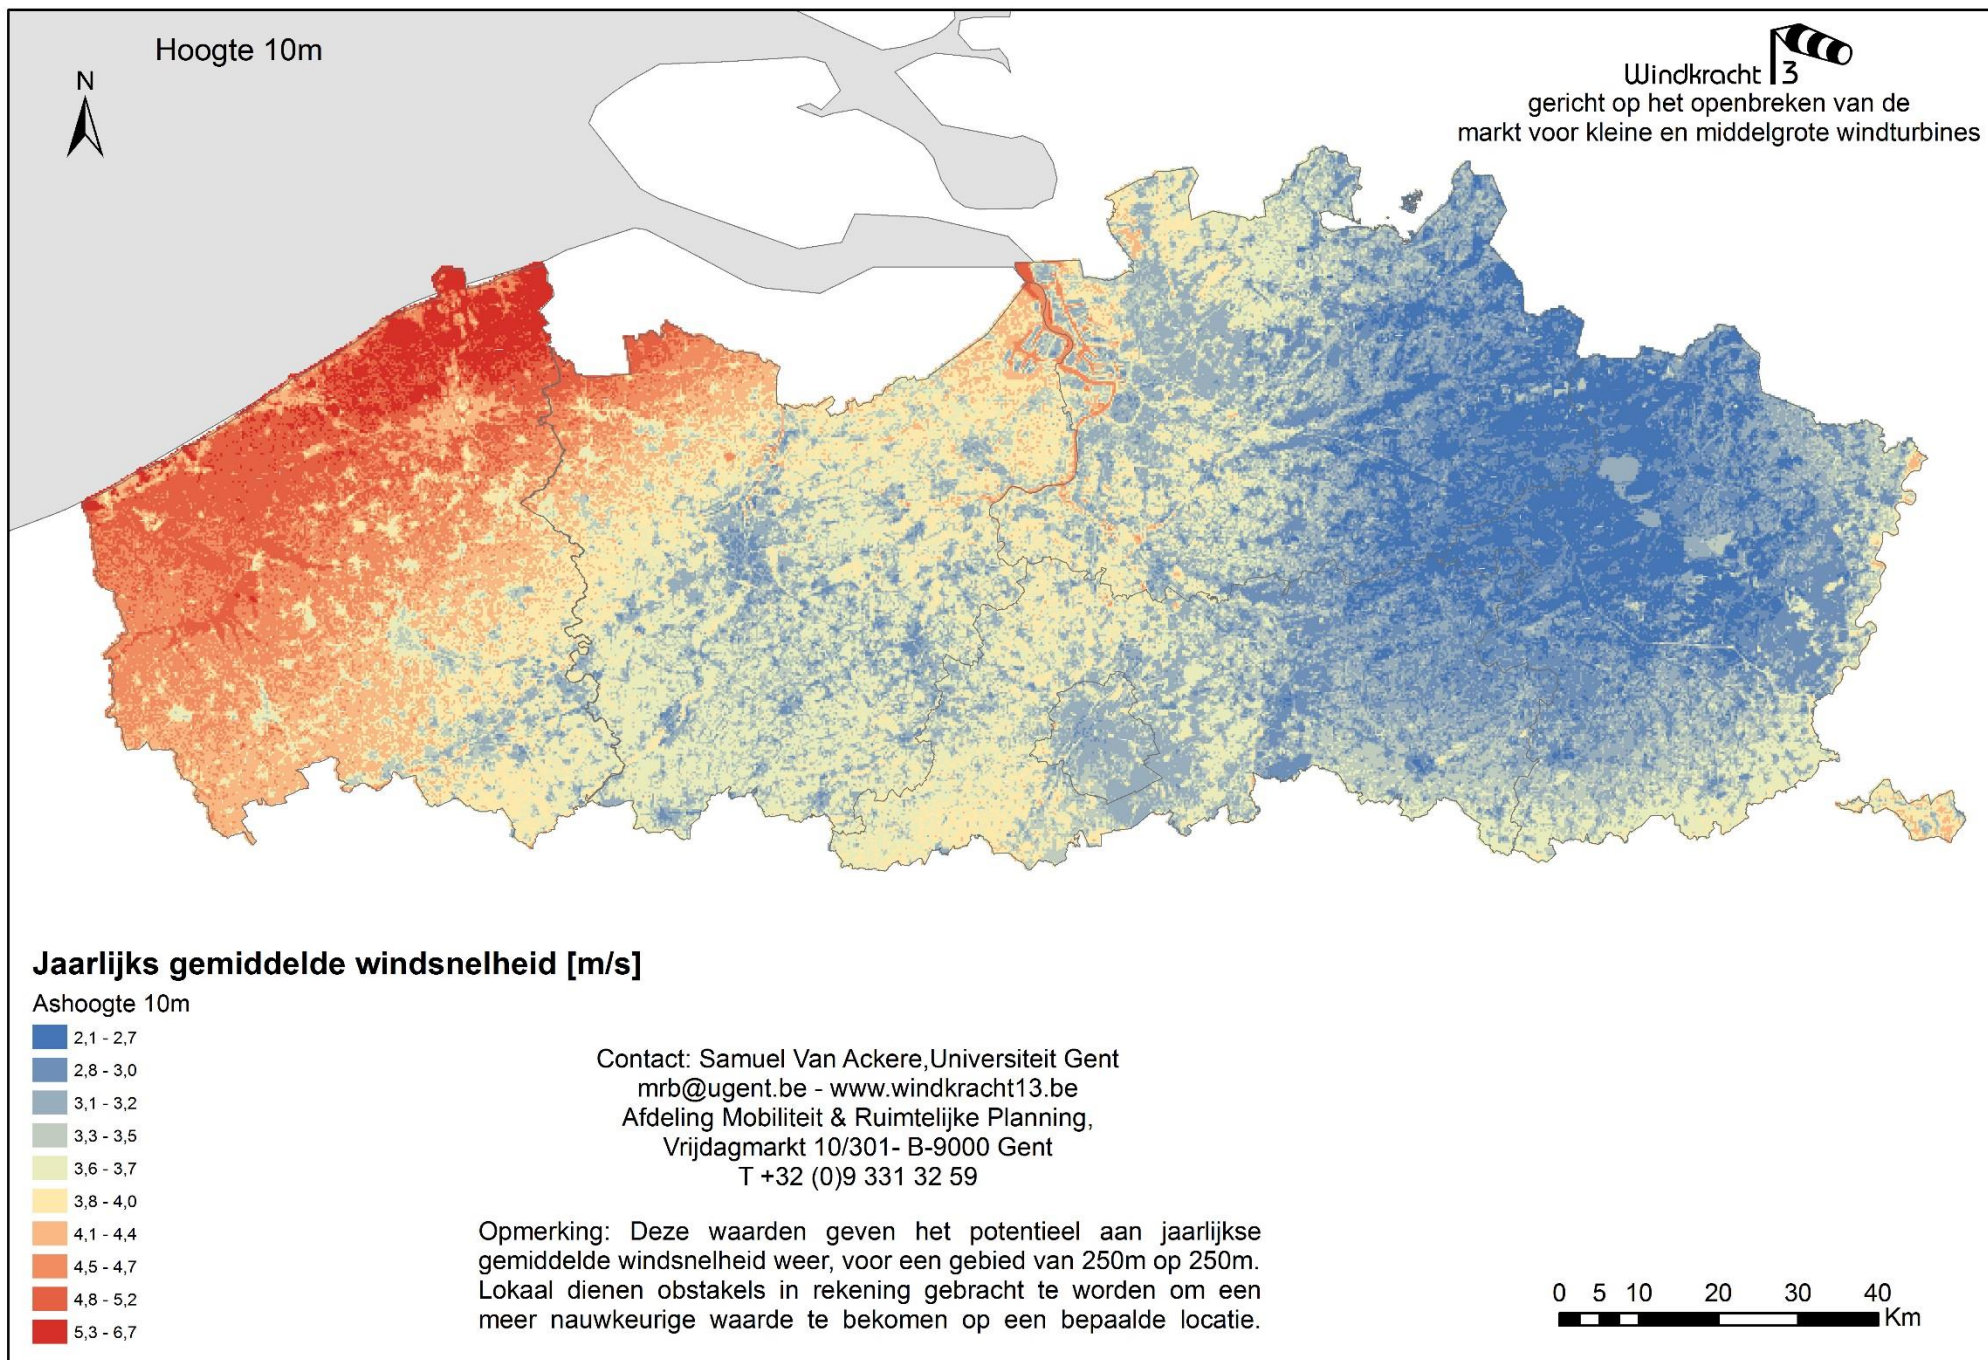 Hoogte 10m
N
Windkracht 13
gericht op het openbreken van de
markt voor kleine en middelgrote windturbines
Jaarlijks gemiddelde windsnelheid [m/s]
Ashoogte 10m
2,1 - 2,7
2,8 - 3,0
3,1 - 3,2
3,3 - 3,5
3,6 - 3,7
3,8 - 4,0
4,1 - 4,4
4,5 - 4,7
4,8 - 5,2
5,3 - 6,7
Contact: Samuel Van Ackere,Universiteit Gent
mrb@ugent.be - www.windkracht13.be
Afdeling Mobiliteit & Ruimtelijke Planning,
Vrijdagmarkt 10/301- B-9000 Gent
T +32 (0)9 331 32 59
Opmerking: Deze waarden geven het potentieel aan jaarlijkse
gemiddelde windsnelheid weer, voor een gebied van 250m op 250m.
Lokaal dienen obstakels in rekening gebracht te worden om een
meer nauwkeurige waarde te bekomen op een bepaalde locatie.
0 5 10 20 30 40
Km